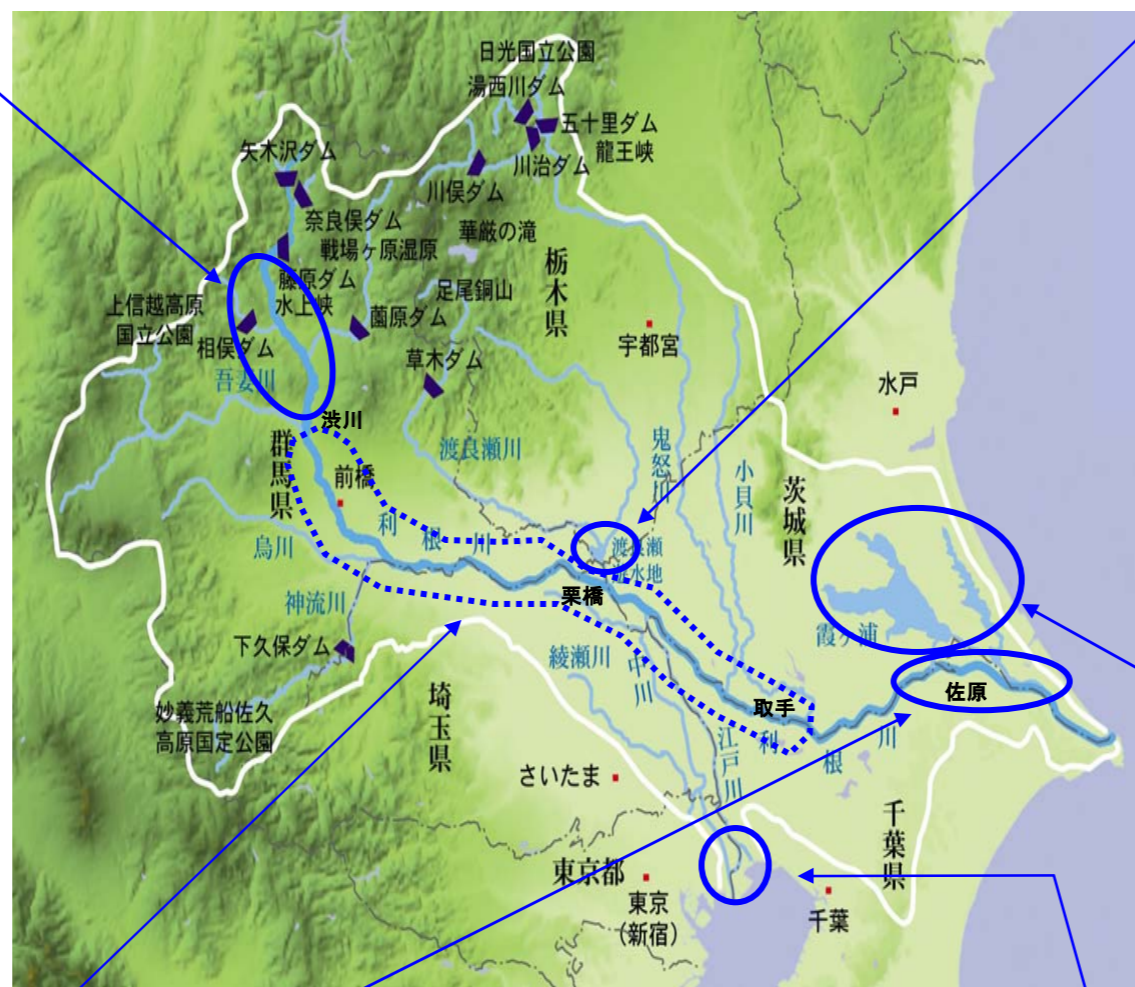 日光国立公園
湯西川ダム
五十里ダム
龍王峡
川治ダム
川俣ダム
矢木沢ダム
奈良俣ダム
戦場ヶ原湿原
華厳の滝
栃木県
藤原ダム
水上峡
足尾銅山
上信越高原
国立公園
相俣ダム
薗原ダム
宇都宮
草木ダム
吾妻川
水戸
渋川
群馬県
前橋
渡良瀬川
鬼怒川
小貝川
茨城県
利根川
烏川
渡良瀬
遊水地
栗橋
神流川
霞ヶ浦
下久保ダム
綾瀬川
中川
佐原
取手
妙義荒船佐久
高原国定公園
埼玉県
江戸川
利根川
さいたま
千葉県
東京都
東京
(新宿)
千葉